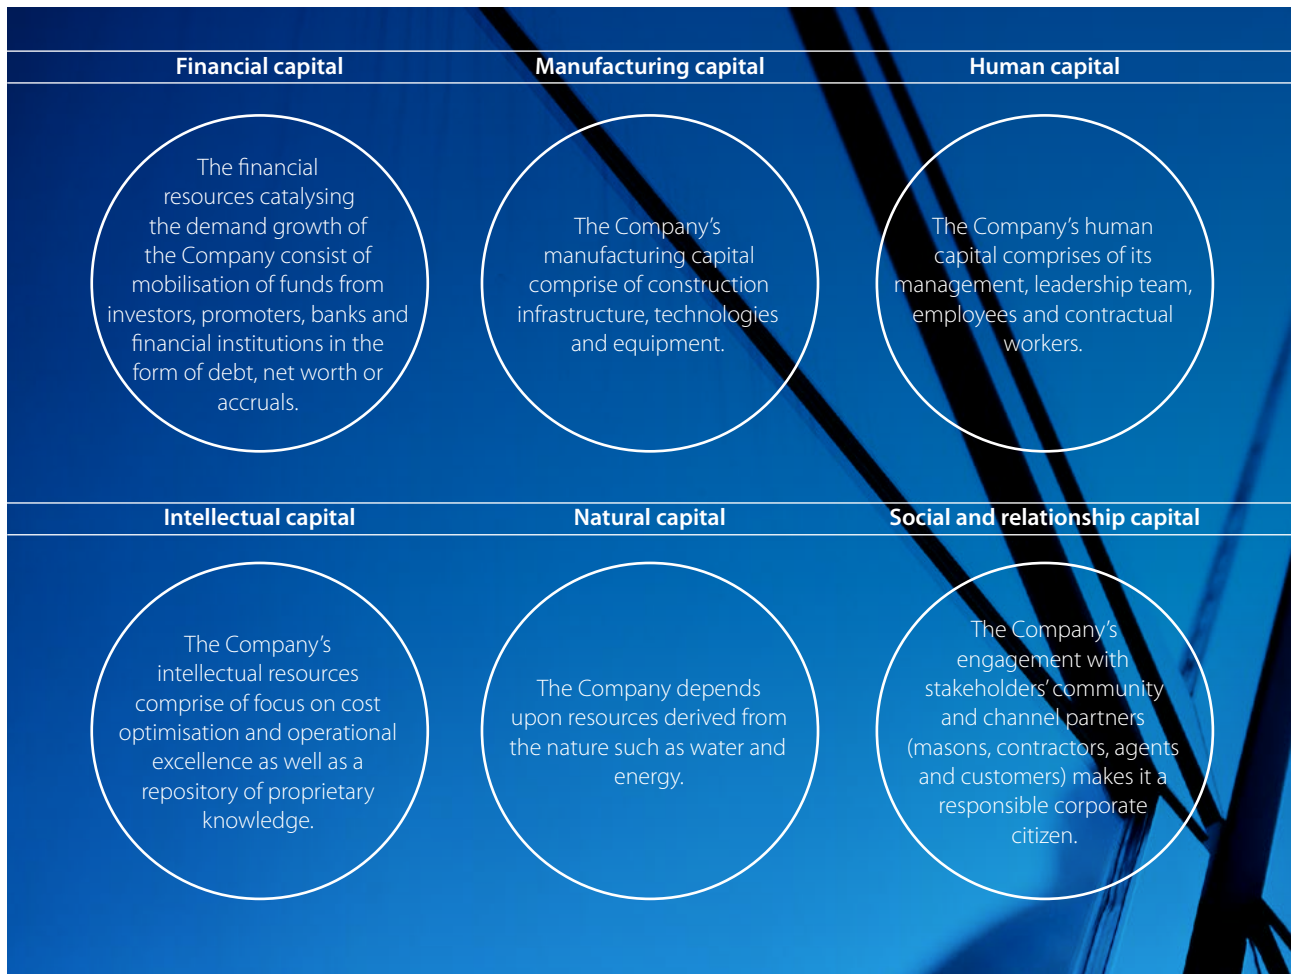 Financial capital
Manufacturing capital
Human capital
The financial
resources catalysing
the demand growth of
the Company consist of
mobilisation of funds from
investors, promoters, banks and
financial institutions in the
form of debt, net worth or
accruals.
The Company's
manufacturing capital
comprise of construction
infrastructure, technologies
and equipment.
The Company's human
capital comprises of its
management, leadership team,
employees and contractual
workers.
Intellectual capital
Natural capital
Social and relationship capital
The Company's
intellectual resources
comprise of focus on cost
optimisation and operational
excellence as well as a
repository of proprietary
knowledge.
The Company depends
upon resources derived from
the nature such as water and
energy.
The Company's
engagement with
stakeholders' community
and channel partners
(masons, contractors, agents
and customers) makes it a
responsible corporate
citizen.